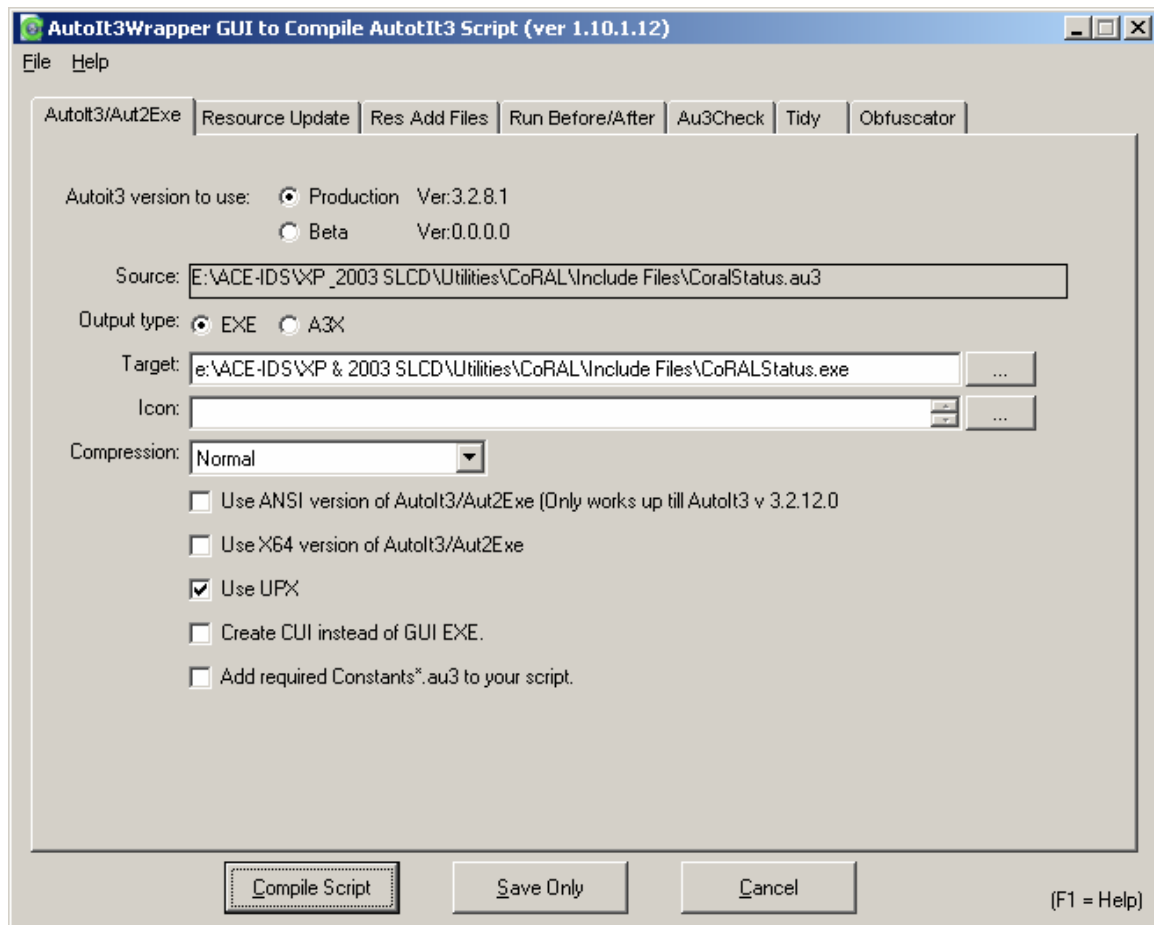 AutoIt3Wrapper GUI to Compile AutotIt3 Script (ver 1.10.1.12)
File Help
AutoIt3/Aut2Exe Resource Update Res Add Files Run Before/After Au3Check Tidy Obfuscator
Autoit3 version to use: Production Ver:3.2.8.1
Beta Ver:0.0.0.0
Source: E:\ACE-IDS\XP_2003 SLCD\Utilities\CoRAL\Include Files\CoralStatus.au3
Output type: EXE A3X
Target: e:\ACE-IDS\XP & 2003 SLCD\Utilities\CoRAL\Include Files\CoRALStatus.exe ...
Icon: ...
Compression: Normal
Use ANSI version of AutoIt3/Aut2Exe (Only works up till AutoIt3 v 3.2.12.0
Use X64 version of AutoIt3/Aut2Exe
Use UPX
Create CUI instead of GUI EXE.
Add required Constants*.au3 to your script.
Compile Script Save Only Cancel
(F1 = Help)